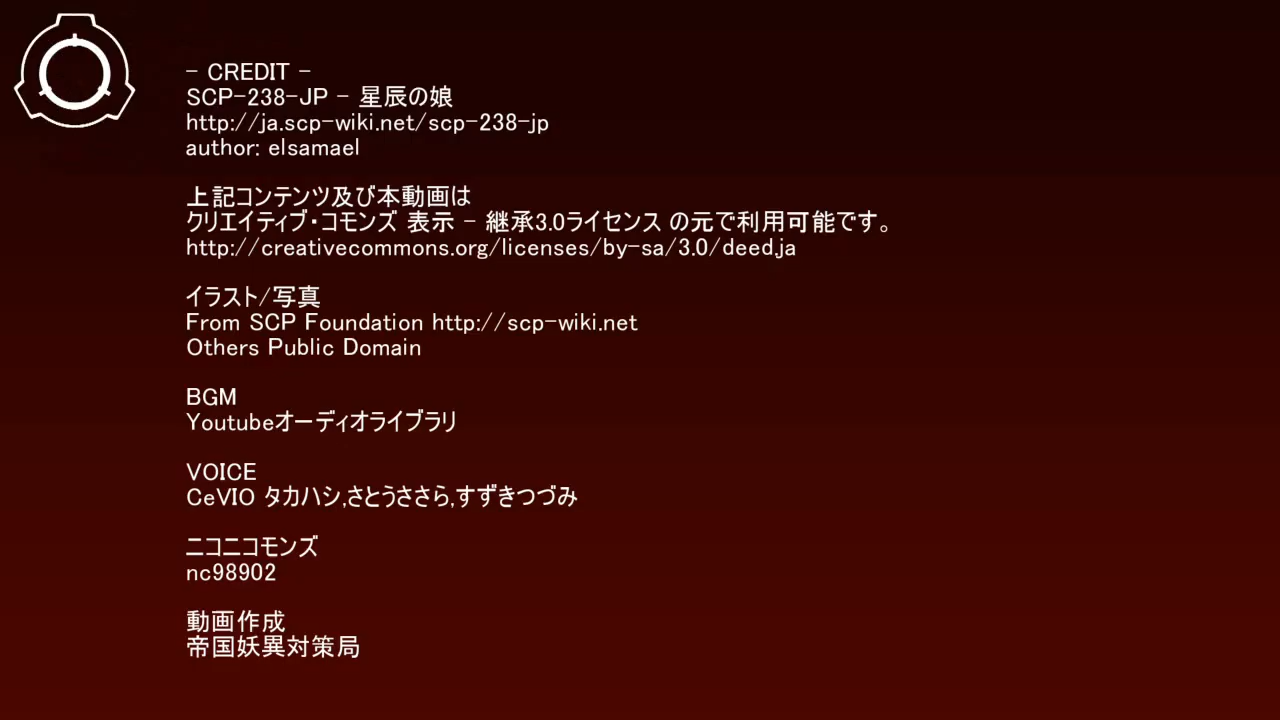 - CREDIT -
SCP-238-JP - 星辰の娘
http://ja.scp-wiki.net/scp-238-jp
author: elsamael
上記コンテンツ及び本動画は
クリエイティブ・コモンズ 表示 - 継承3.0ライセンス の元で利用可能です。
http://creativecommons.org/licenses/by-sa/3.0/deed.ja
イラスト/写真
From SCP Foundation http://scp-wiki.net
Others Public Domain
BGM
Youtubeオーディオライブラリ
VOICE
CeVIO タカハシ,さとうささら,すずきつづみ
ニコニコモンズ
nc98902
動画作成
帝国妖異対策局